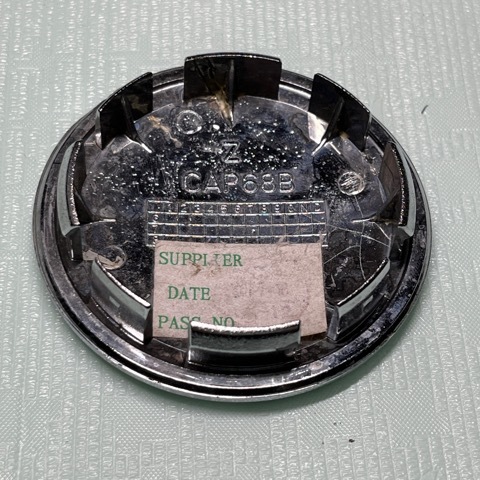 Z
CAP68B
SUPPLIER
DATE
PASS NO